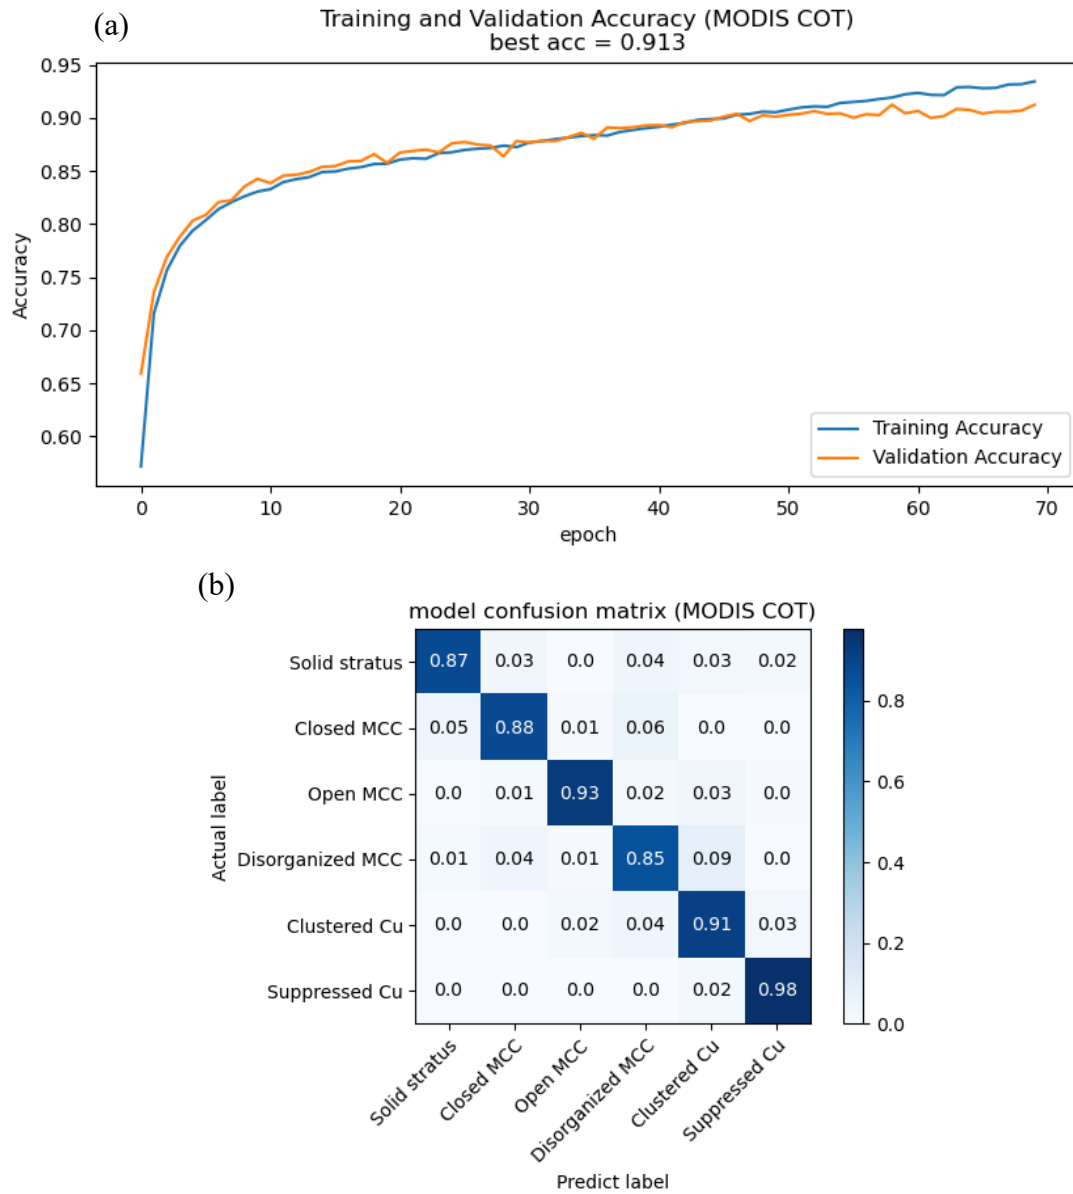 (a)
Training and Validation Accuracy (MODIS COT)
best acc = 0.913
Accuracy
0.95
0.90
0.85
0.80
0.75
0.70
0.65
0.60
Training Accuracy
Validation Accuracy
0 10 20 30 40 50 60 70
epoch
(b)
model confusion matrix (MODIS COT)
Actual label
Solid stratus 0.87 0.03 0.0 0.04 0.03 0.02
Closed MCC 0.05 0.88 0.01 0.06 0.0 0.0
Open MCC 0.0 0.01 0.93 0.02 0.03 0.0
Disorganized MCC 0.01 0.04 0.01 0.85 0.09 0.0
Clustered Cu 0.0 0.0 0.02 0.04 0.91 0.03
Suppressed Cu 0.0 0.0 0.0 0.0 0.02 0.98
0.8
0.6
0.4
0.2
0.0
Solid stratus
Closed MCC
Open MCC
Disorganized MCC
Clustered Cu
Suppressed Cu
Predict label